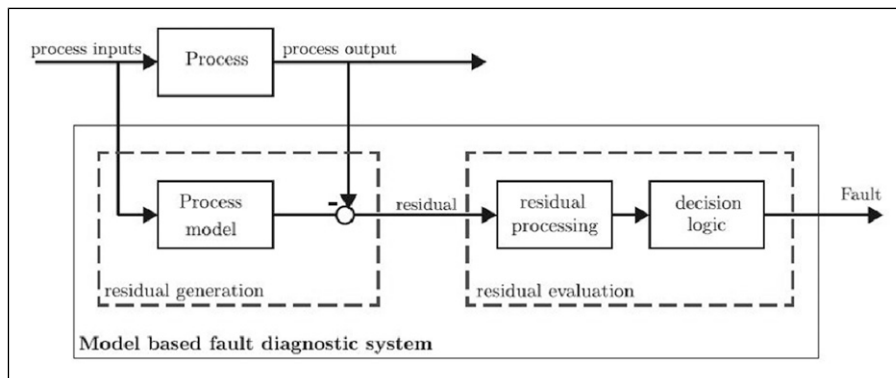 process inputs
Process
process output
Process
model
-
residual
residual
processing
decision
logic
Fault
residual generation
residual evaluation
Model based fault diagnostic system